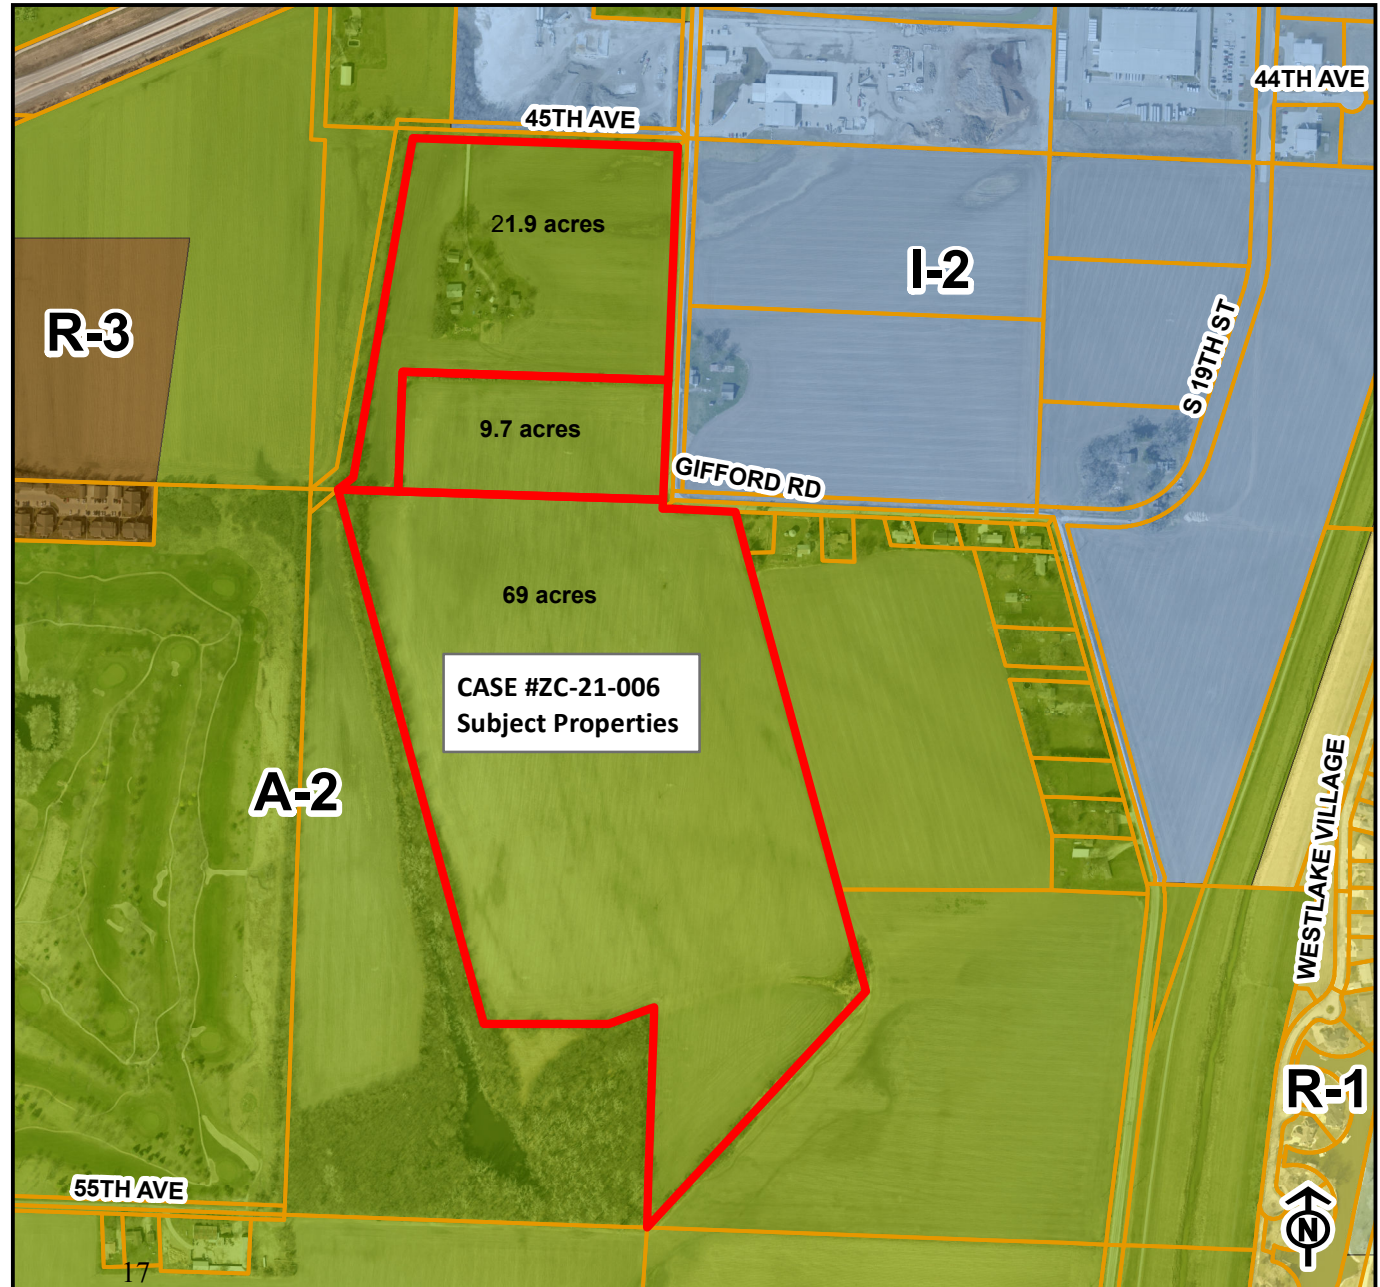 44TH AVE
45TH AVE
21.9 acres
I-2
R-3
S 19TH ST
9.7 acres
GIFFORD RD
69 acres
CASE #ZC-21-006
Subject Properties
A-2
WESTLAKE VILLAGE
R-1
55TH AVE
N
17